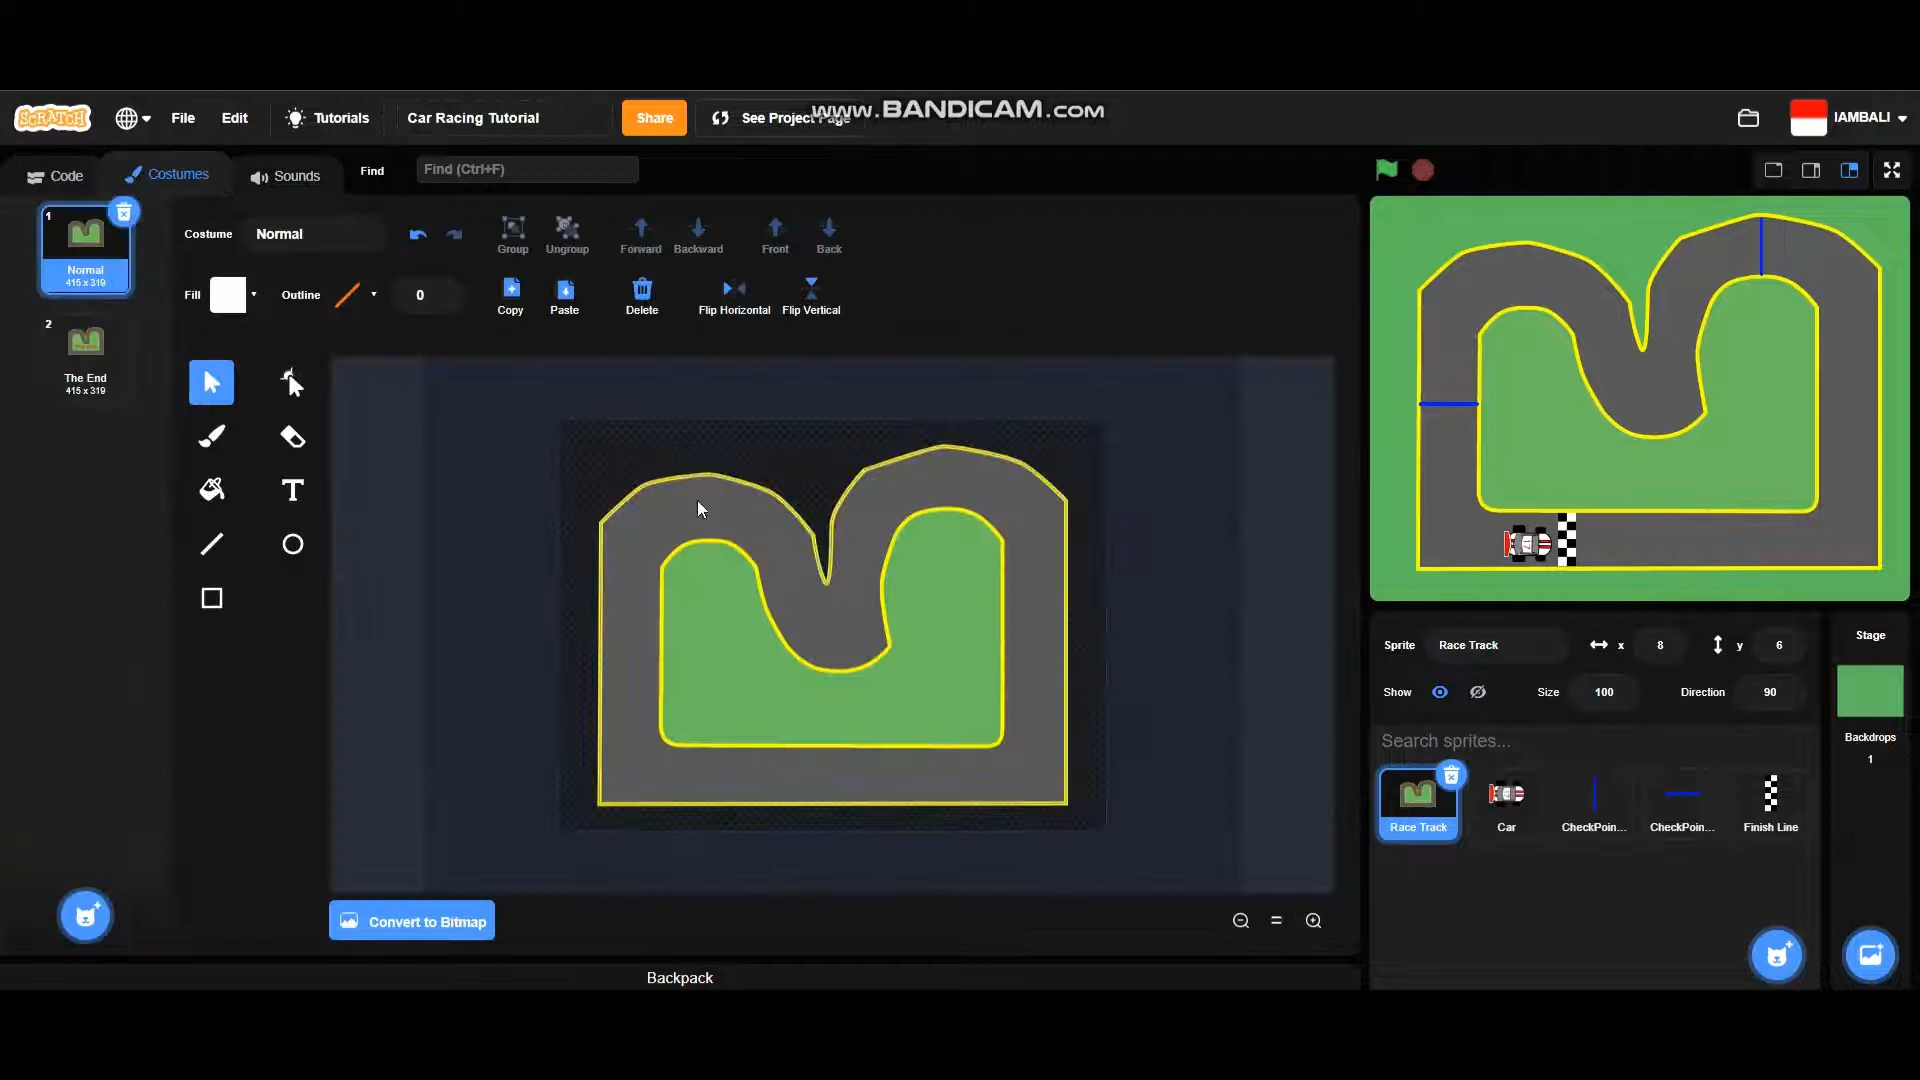 www.BANDICAM.com
SCRATCH File Edit Tutorials Car Racing Tutorial Share See Project Page IAMBALI
Code Costumes Sounds Find Find (Ctrl+F)
1
Normal
415 x 319
2
The End
415 x 319
Costume Normal Group Ungroup Forward Backward Front Back
Fill Outline 0 Copy Paste Delete Flip Horizontal Flip Vertical
T
Convert to Bitmap
Backpack
Sprite Race Track x 8 y 6
Show Size 100 Direction 90
Search sprites...
Race Track Car CheckPoin... CheckPoin... Finish Line
Stage
Backdrops
1